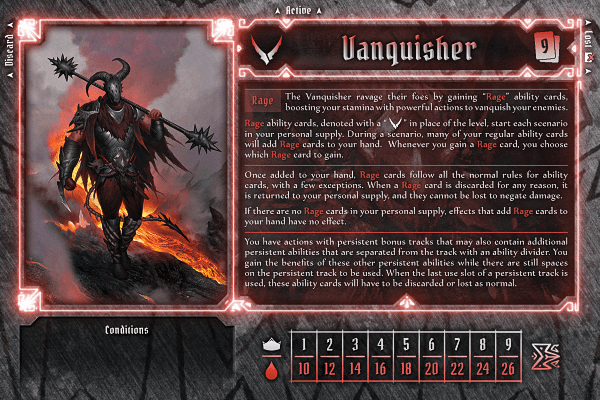 Active
Discard
Lost
Vanquisher
9
Rage
The Vanquisher ravage their foes by gaining "Rage" ability cards,
boosting your stamina with powerful actions to vanquish your enemies.
Rage ability cards, denoted with a " " in place of the level, start each scenario
in your personal supply. During a scenario, many of your regular ability cards
will add Rage cards to your hand. Whenever you gain a Rage card, you choose
which Rage card to gain.
Once added to your hand, Rage cards follow all the normal rules for ability
cards, with a few exceptions. When a Rage card is discarded for any reason, it
is returned to your personal supply, and they cannot be lost to negate damage.
If there are no Rage cards in your personal supply, effects that add Rage cards to
your hand have no effect.
You have actions with persistent bonus tracks that may also contain additional
persistent abilities that are separated from the track with an ability divider. You
gain the benefits of these other persistent abilities while there are still spaces
on the persistent track to be used. When the last use slot of a persistent track is
used, these ability cards will have to be discarded or lost as normal.
Conditions
1 2 3 4 5 6 7 8 9
10 12 14 16 18 20 22 24 26